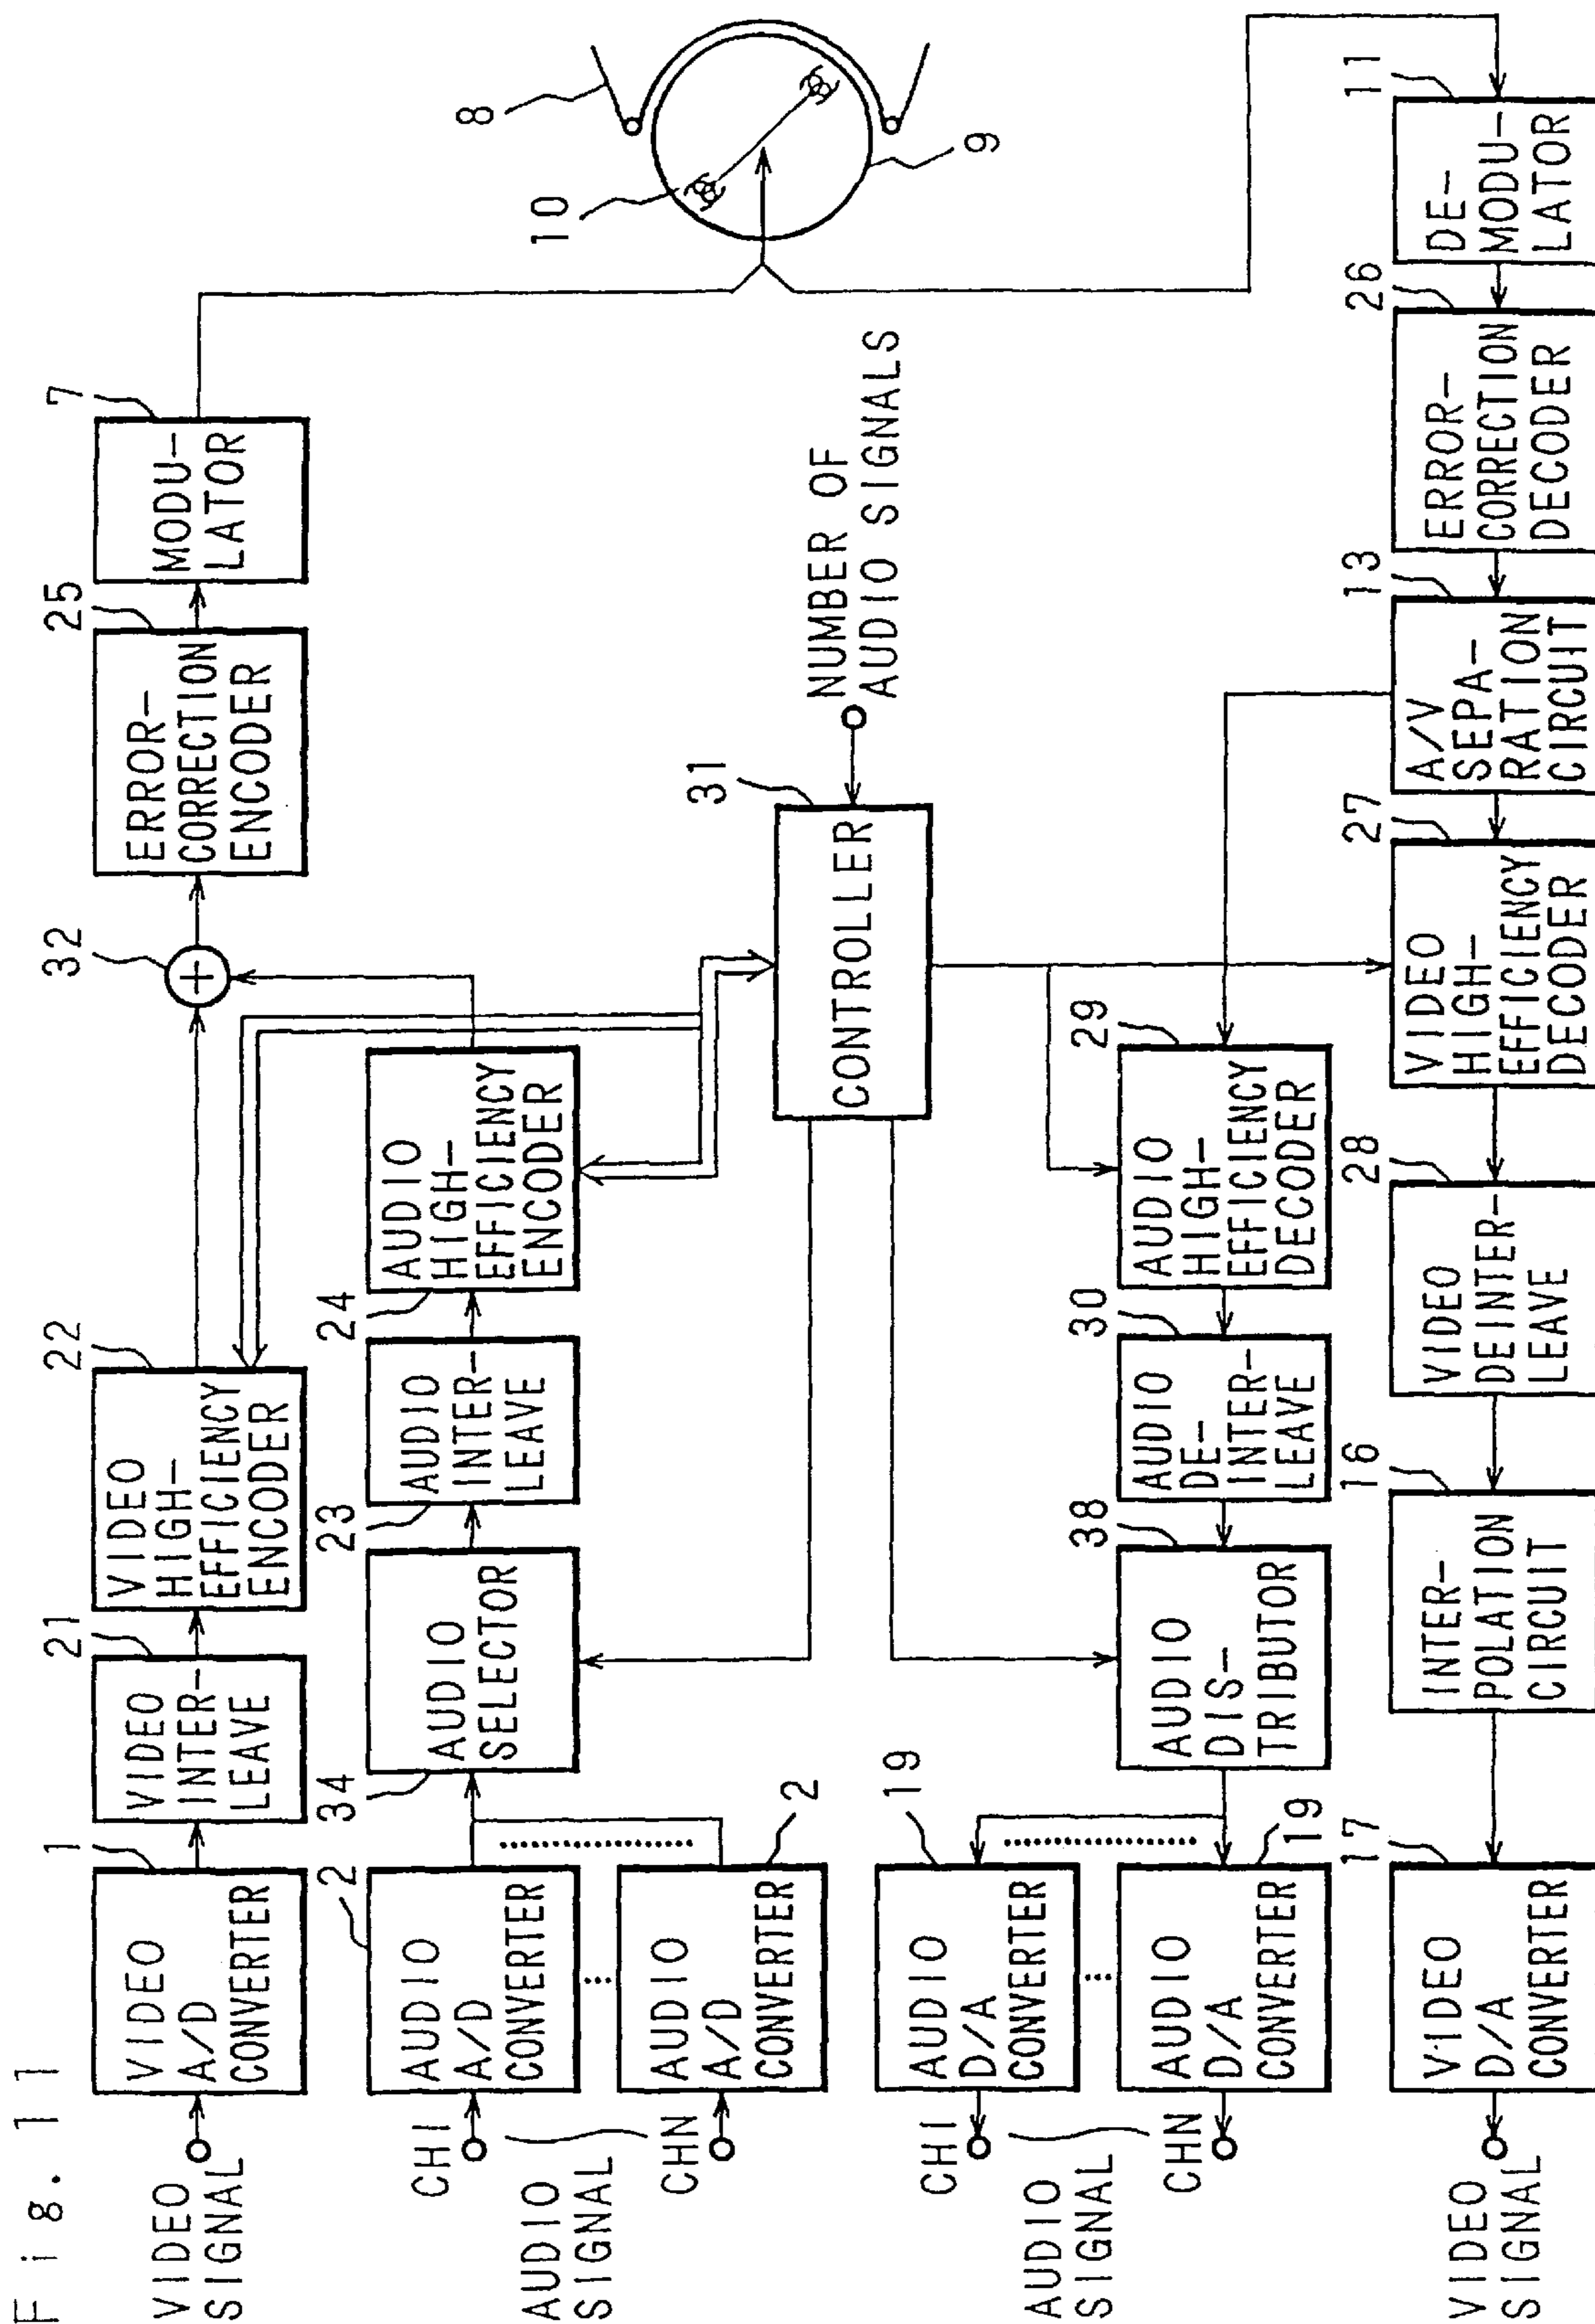 Fig. 11
VIDEO
SIGNAL
1
VIDEO
A/D
CONVERTER
21
VIDEO
INTER-
LEAVE
22
VIDEO
HIGH-
EFFICIENCY
ENCODER
32
+
25
ERROR-
CORRECTION
ENCODER
7
MODU-
LATOR
AUDIO
SIGNAL
CH1
CHN
2
AUDIO
A/D
CONVERTER
2
AUDIO
A/D
CONVERTER
34
AUDIO
SELECTOR
23
AUDIO
INTER-
LEAVE
24
AUDIO
HIGH-
EFFICIENCY
ENCODER
31
CONTROLLER
NUMBER OF
AUDIO SIGNALS
8
10
9
AUDIO
SIGNAL
CH1
CHN
19
AUDIO
D/A
CONVERTER
19
AUDIO
D/A
CONVERTER
38
AUDIO
DIS-
TRIBUTOR
30
AUDIO
DE-
INTER-
LEAVE
29
AUDIO
HIGH-
EFFICIENCY
DECODER
VIDEO
SIGNAL
17
VIDEO
D/A
CONVERTER
16
INTER-
POLATION
CIRCUIT
28
VIDEO
DEINTER-
LEAVE
27
VIDEO
HIGH-
EFFICIENCY
DECODER
13
A/V
SEPA-
RATION
CIRCUIT
26
ERROR-
CORRECTION
DECODER
11
DE-
MODU-
LATOR